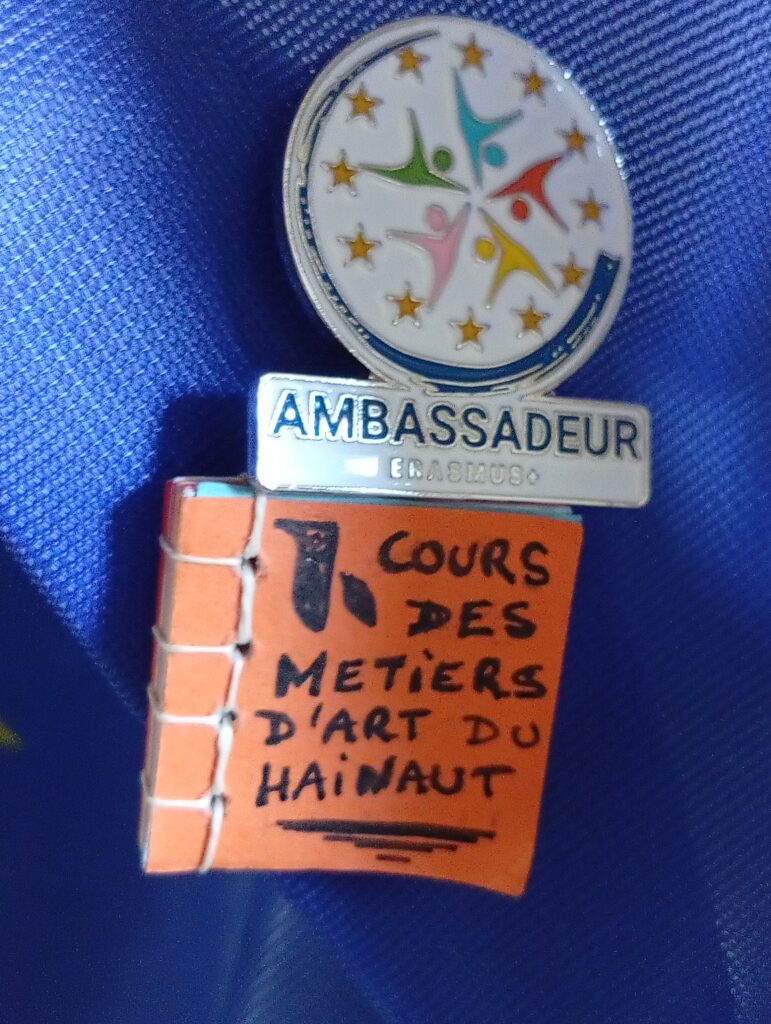 AMBASSADEUR
ERASMUS+
COURS
DES
METIERS
D'ART DU
HAINAUT